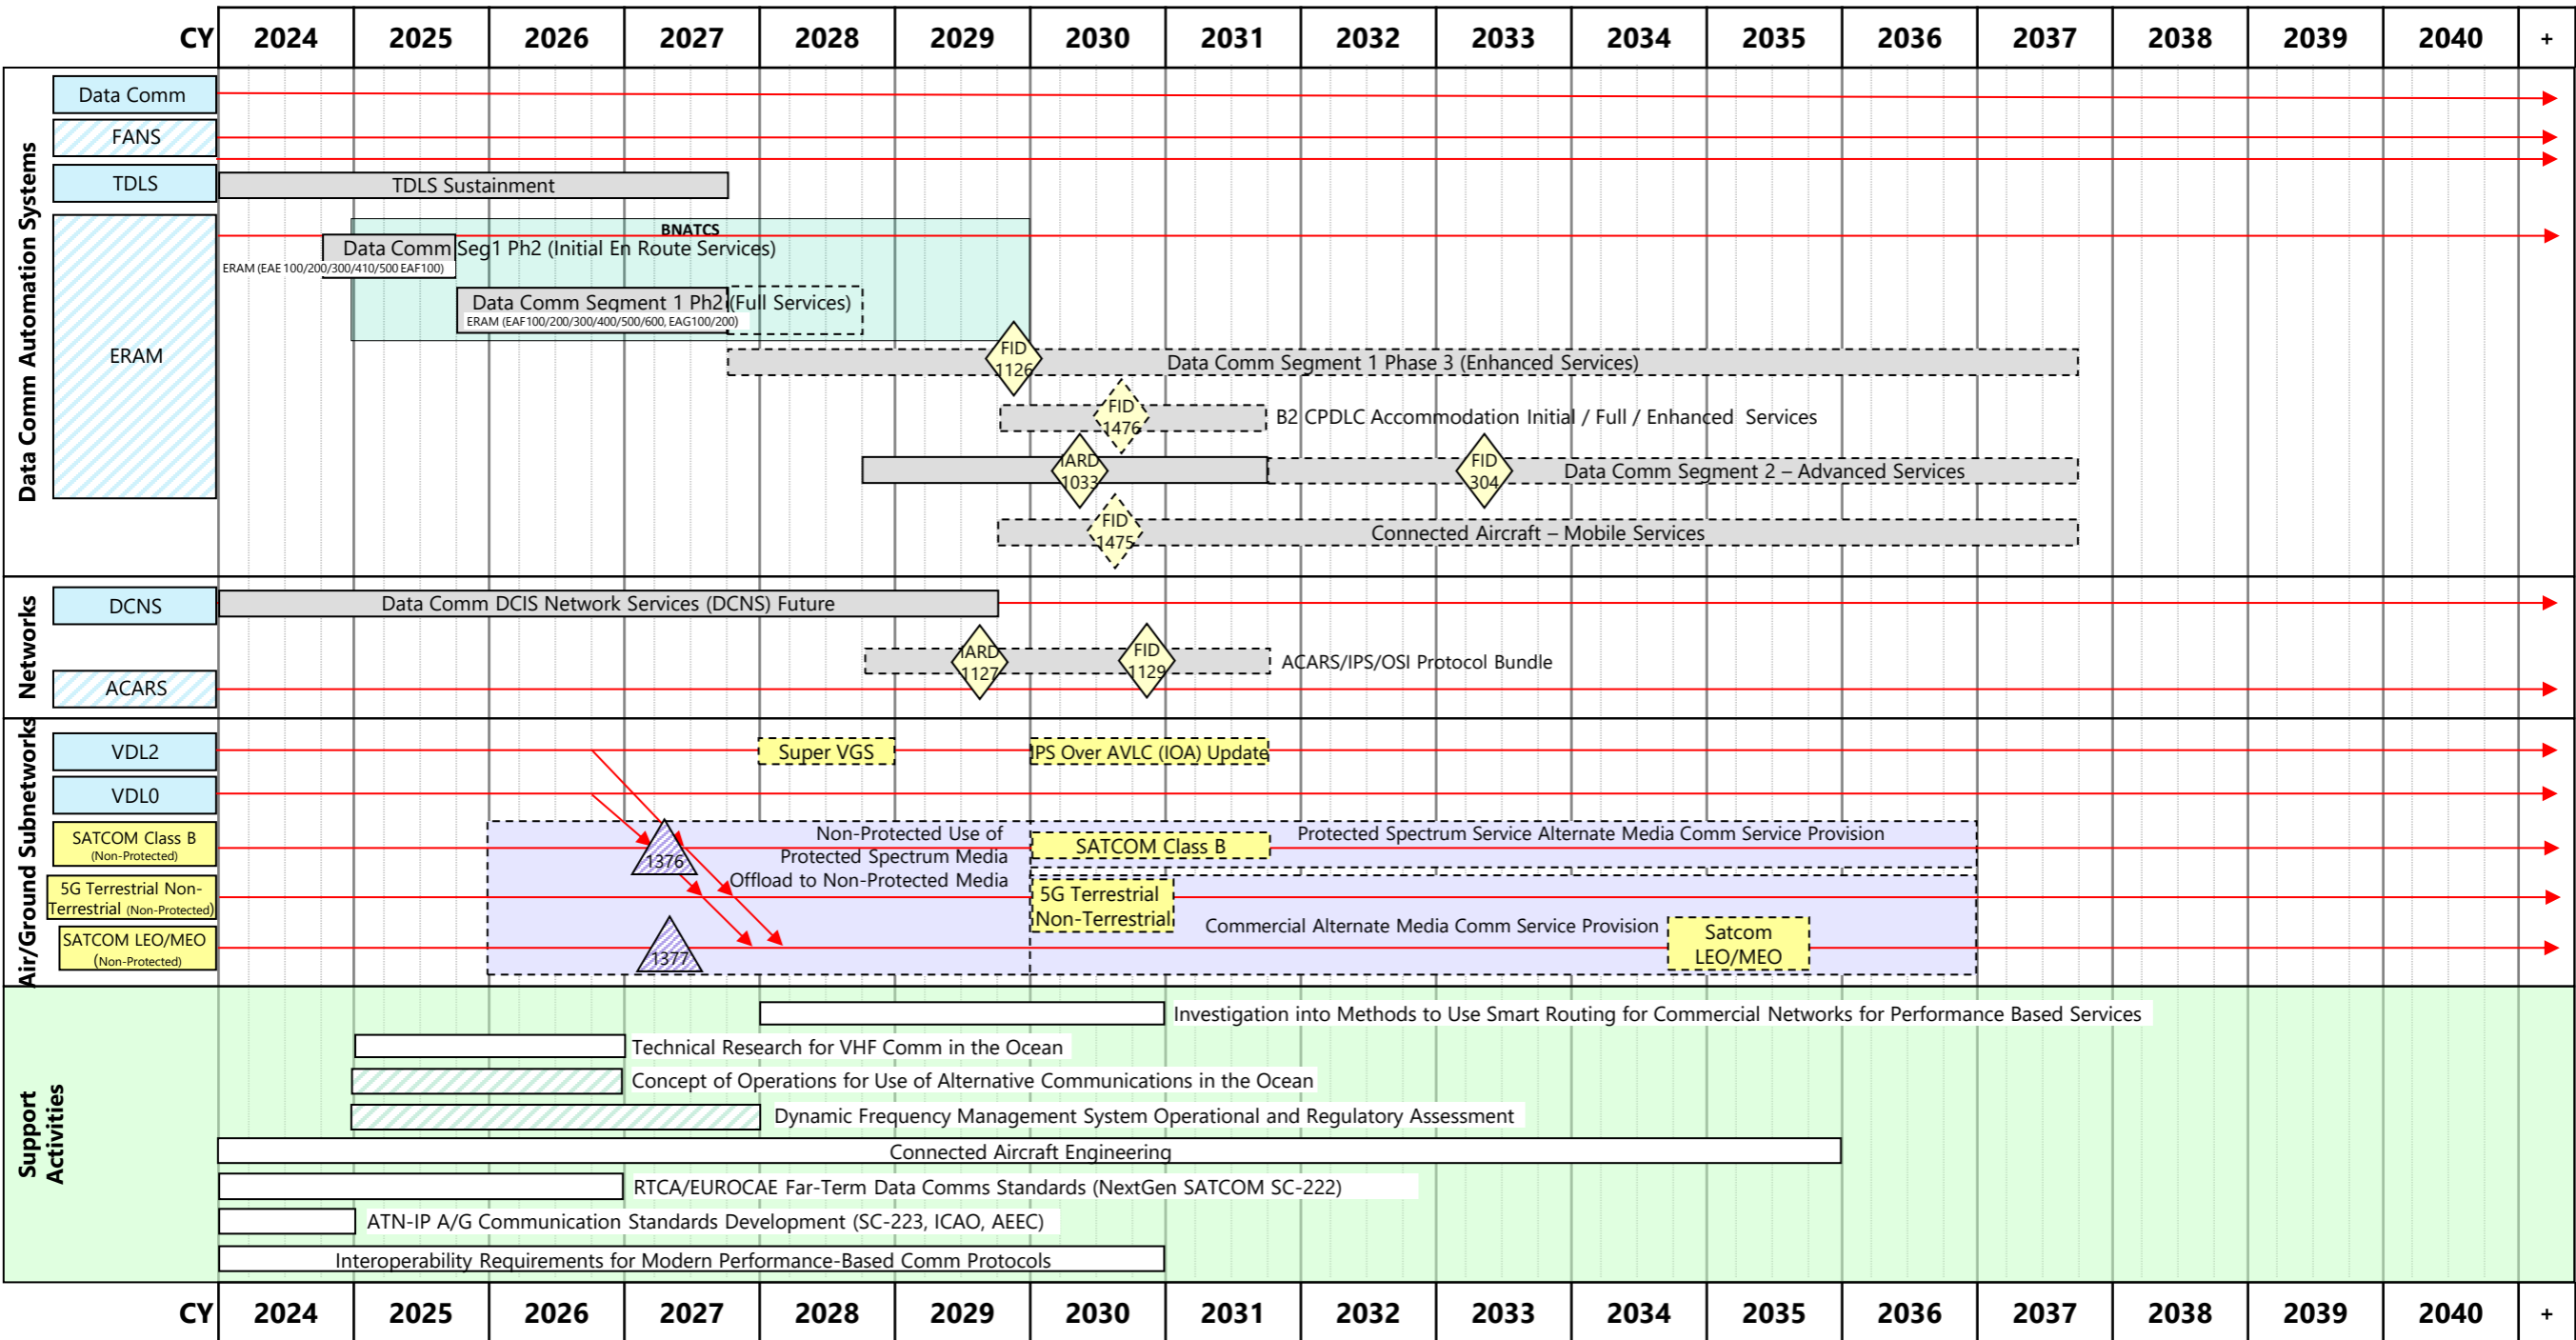 CY 2024 2025 2026 2027 2028 2029 2030 2031 2032 2033 2034 2035 2036 2037 2038 2039 2040 +
Data Comm Automation Systems
Data Comm
FANS
TDLS
TDLS Sustainment
ERAM
BNATCS
Data Comm Seg1 Ph2 (Initial En Route Services)
ERAM (EAE 100/200/300/410/500 EAF100)
Data Comm Segment 1 Ph2 (Full Services)
ERAM (EAF100/200/300/400/500/600, EAG100/200)
FID
1126
Data Comm Segment 1 Phase 3 (Enhanced Services)
FID
1476
B2 CPDLC Accommodation Initial / Full / Enhanced Services
IARD
1033
FID
304
Data Comm Segment 2 – Advanced Services
FID
1475
Connected Aircraft – Mobile Services
Networks
DCNS
Data Comm DCIS Network Services (DCNS) Future
IARD
1127
FID
1129
ACARS/IPS/OSI Protocol Bundle
ACARS
Air/Ground Subnetworks
VDL2
Super VGS
IPS Over AVLC (IOA) Update
VDL0
SATCOM Class B
(Non-Protected)
1376
Non-Protected Use of
Protected Spectrum Media
Offload to Non-Protected Media
SATCOM Class B
Protected Spectrum Service Alternate Media Comm Service Provision
5G Terrestrial Non-
Terrestrial (Non-Protected)
5G Terrestrial
Non-Terrestrial
SATCOM LEO/MEO
(Non-Protected)
1377
Commercial Alternate Media Comm Service Provision
Satcom
LEO/MEO
Support
Activities
Investigation into Methods to Use Smart Routing for Commercial Networks for Performance Based Services
Technical Research for VHF Comm in the Ocean
Concept of Operations for Use of Alternative Communications in the Ocean
Dynamic Frequency Management System Operational and Regulatory Assessment
Connected Aircraft Engineering
RTCA/EUROCAE Far-Term Data Comms Standards (NextGen SATCOM SC-222)
ATN-IP A/G Communication Standards Development (SC-223, ICAO, AEEC)
Interoperability Requirements for Modern Performance-Based Comm Protocols
CY 2024 2025 2026 2027 2028 2029 2030 2031 2032 2033 2034 2035 2036 2037 2038 2039 2040 +